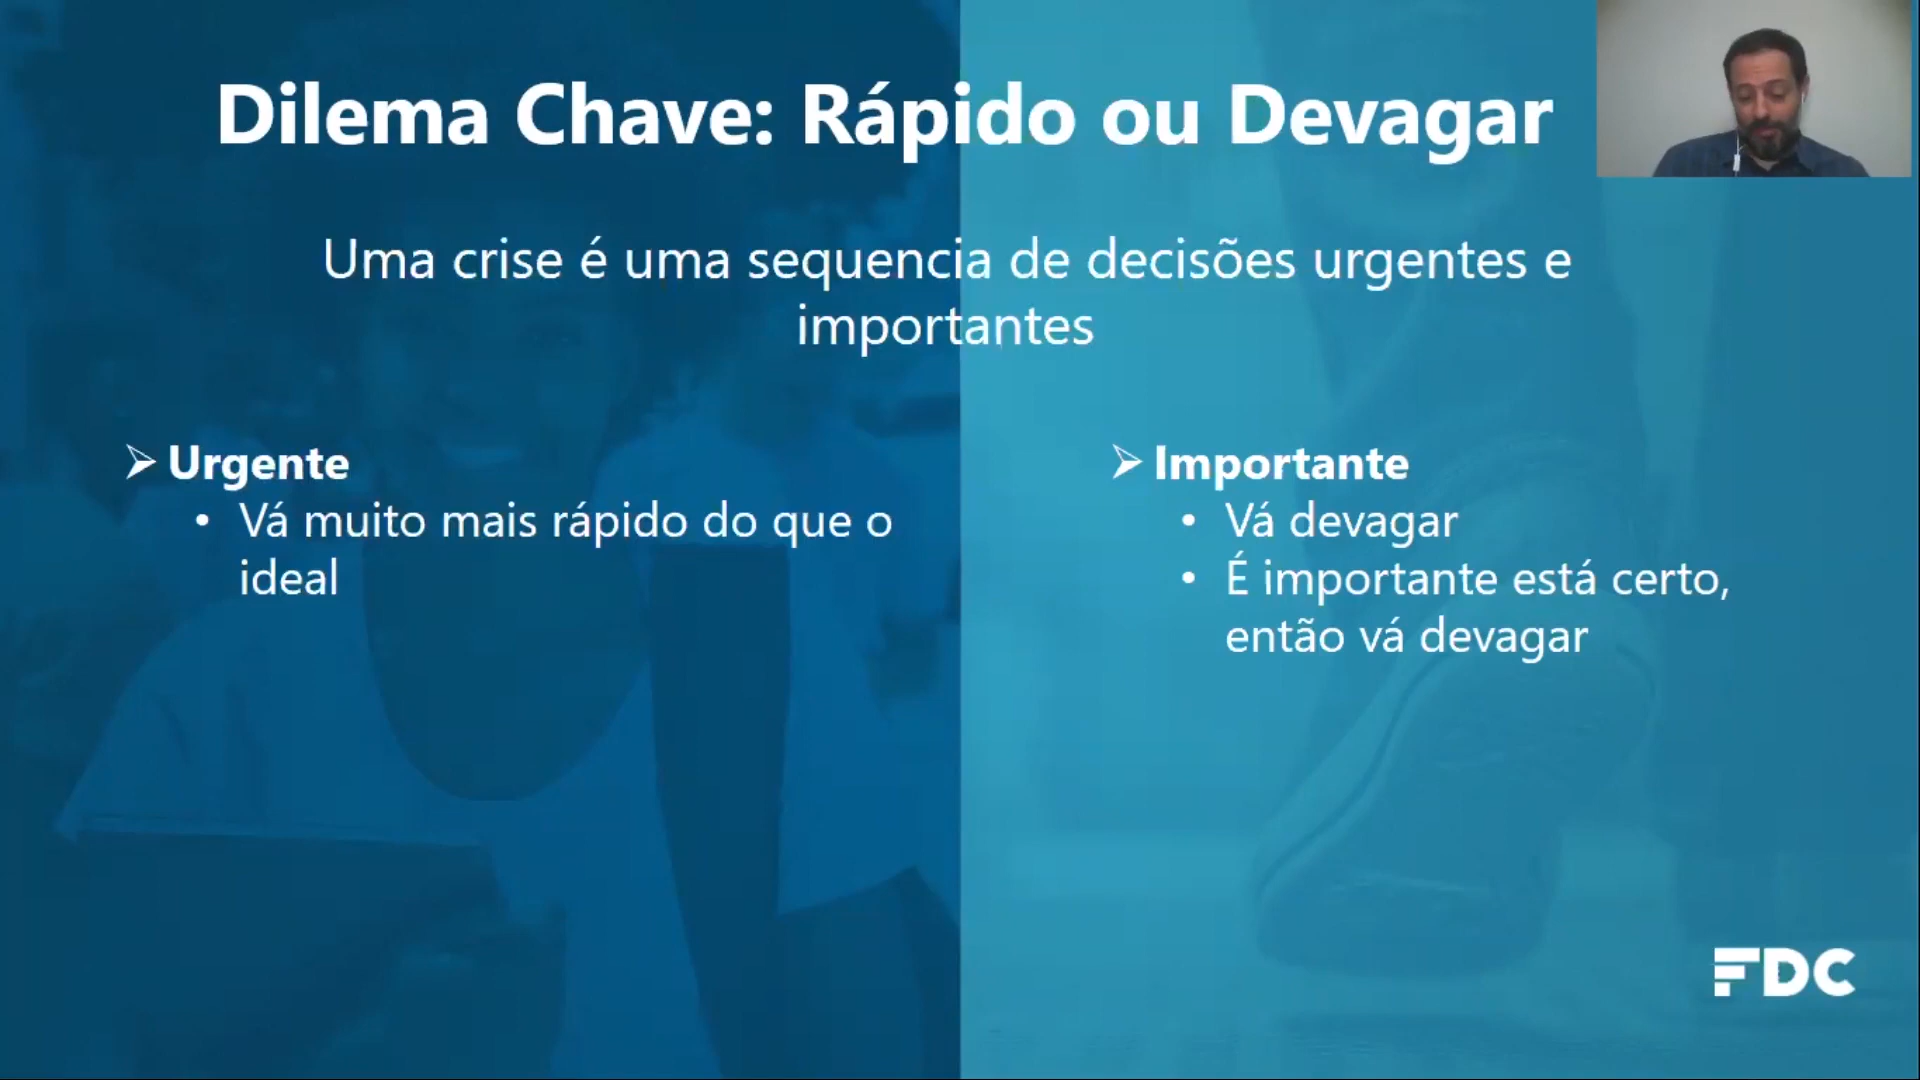 Dilema Chave: Rápido ou Devagar
Uma crise é uma sequencia de decisões urgentes e
importantes
➢ Urgente
• Vá muito mais rápido do que o
ideal
➢ Importante
• Vá devagar
• É importante está certo,
então vá devagar
FDC